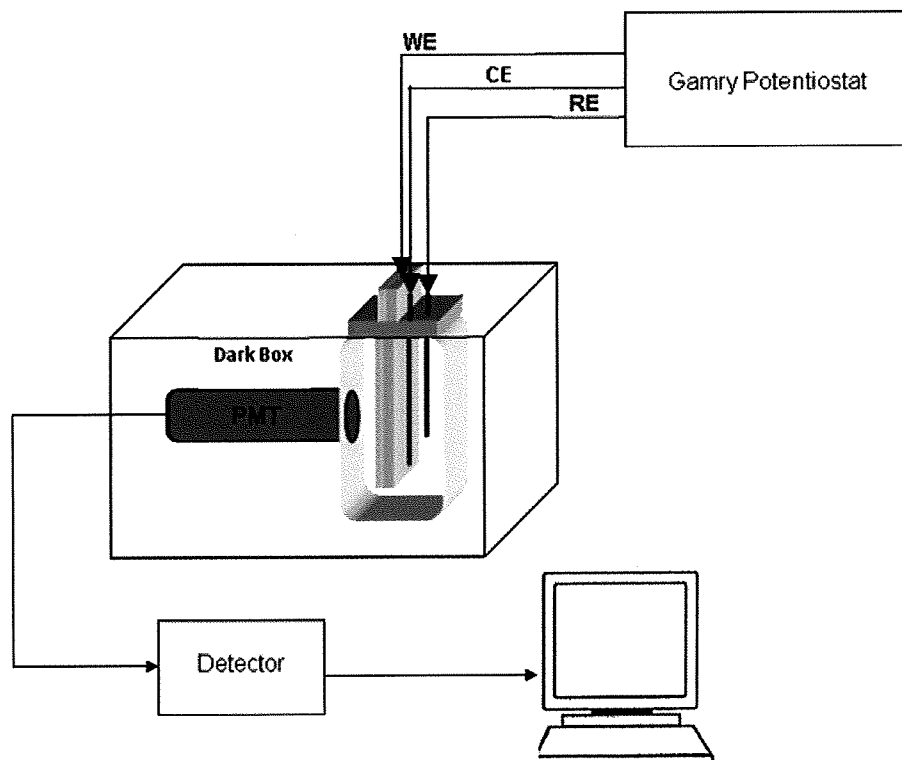 WE
CE
RE
Gamry Potentiostat
Dark Box
PMT
Detector